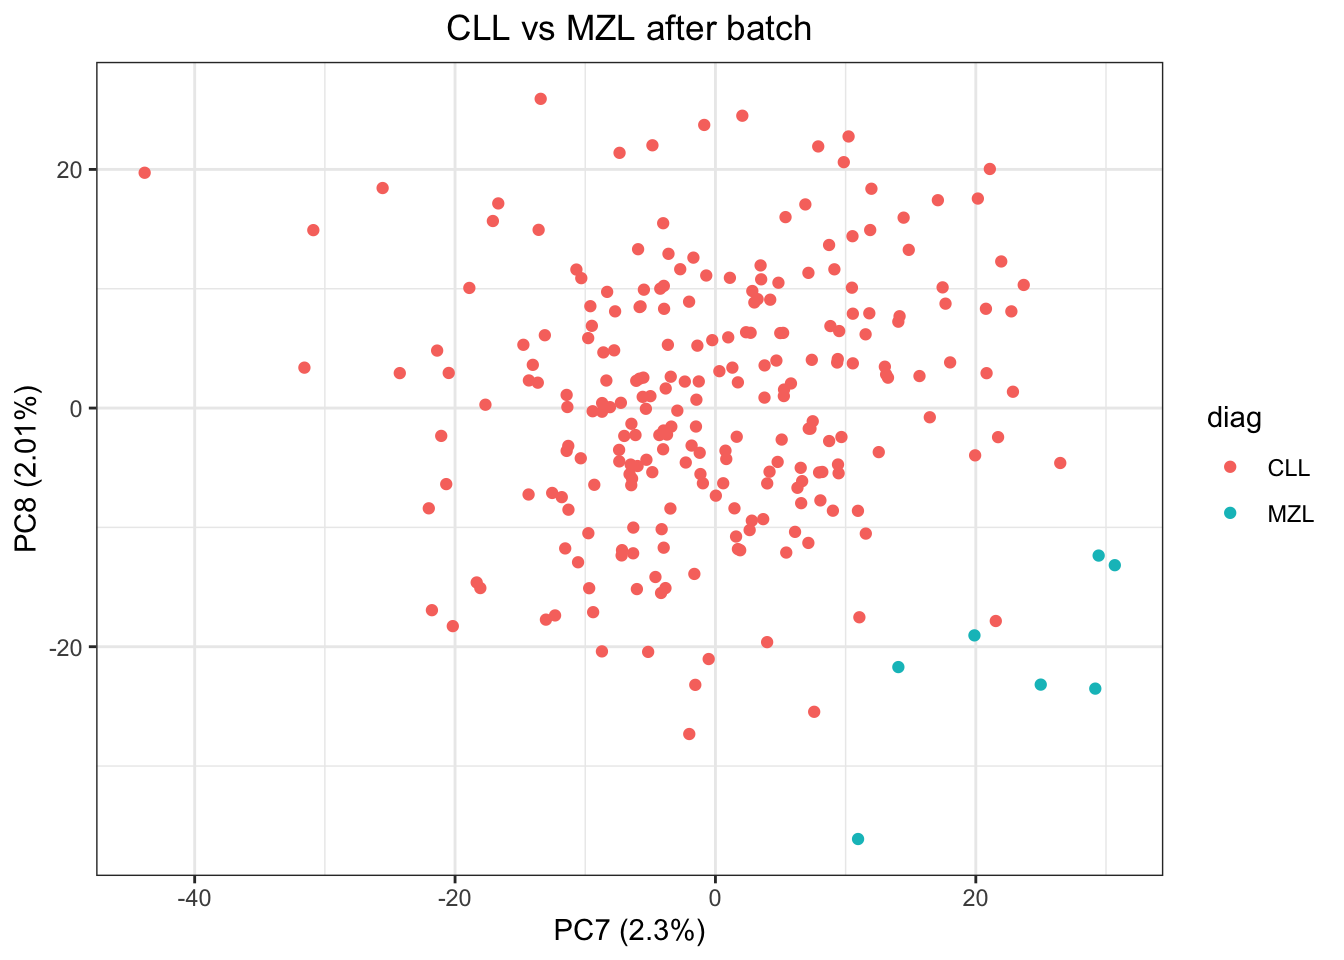 CLL vs MZL after batch
20
0
-20
PC8 (2.01%)
-40
-20
0
20
PC7 (2.3%)
diag
CLL
MZL